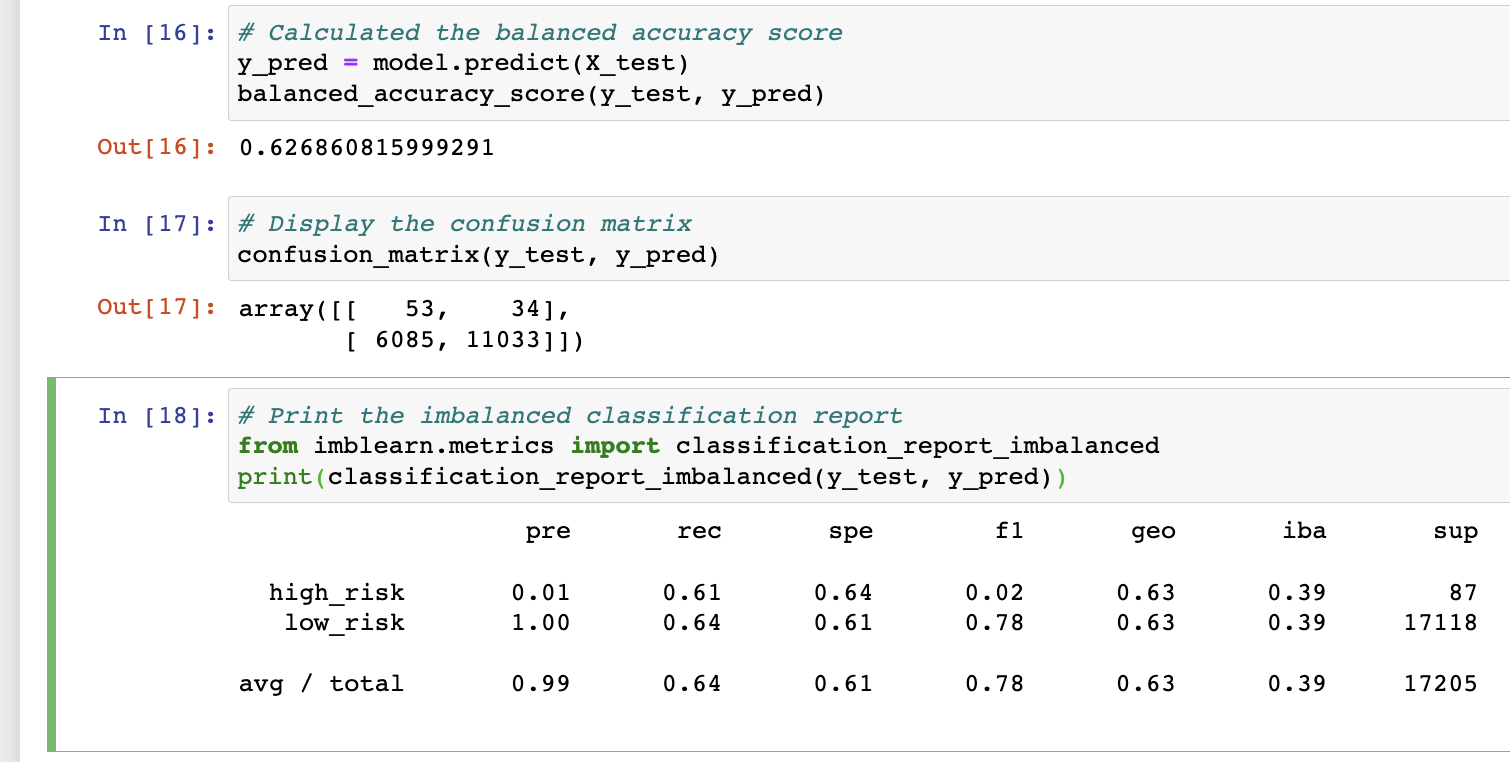 In [16]: # Calculated the balanced accuracy score
y_pred = model.predict(X_test)
balanced_accuracy_score(y_test, y_pred)
Out[16]: 0.626860815999291
In [17]: # Display the confusion matrix
confusion_matrix(y_test, y_pred)
Out[17]: array([[   53,    34],
       [ 6085, 11033]])
In [18]: # Print the imbalanced classification report
from imblearn.metrics import classification_report_imbalanced
print(classification_report_imbalanced(y_test, y_pred))
pre rec spe f1 geo iba sup
high_risk 0.01 0.61 0.64 0.02 0.63 0.39 87
low_risk 1.00 0.64 0.61 0.78 0.63 0.39 17118
avg / total 0.99 0.64 0.61 0.78 0.63 0.39 17205